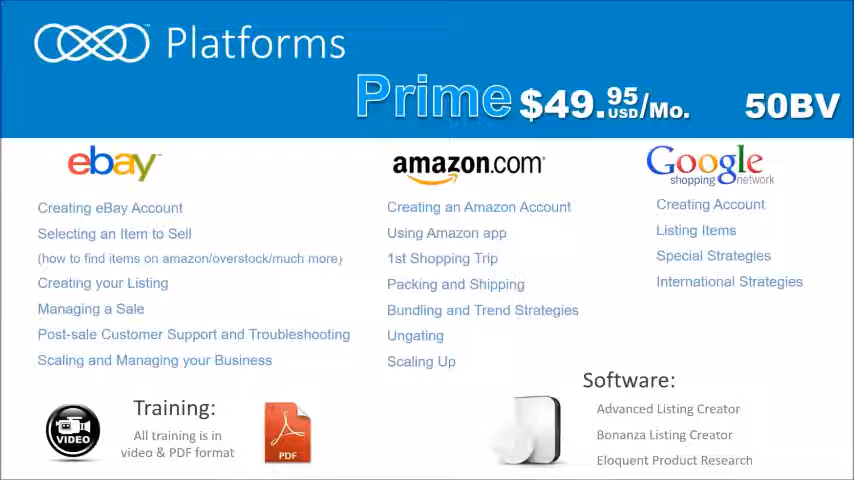 Platforms
Prime $49.95 USD/Mo. 50BV
ebay™
Creating eBay Account
Selecting an Item to Sell
(how to find items on amazon/overstock/much more)
Creating your Listing
Managing a Sale
Post-sale Customer Support and Troubleshooting
Scaling and Managing your Business
amazon.com
Creating an Amazon Account
Using Amazon app
1st Shopping Trip
Packing and Shipping
Bundling and Trend Strategies
Ungating
Scaling Up
Google
shopping network
Creating Account
Listing Items
Special Strategies
International Strategies
VIDEO
Training:
All training is in
video & PDF format
PDF
Software:
Advanced Listing Creator
Bonanza Listing Creator
Eloquent Product Research